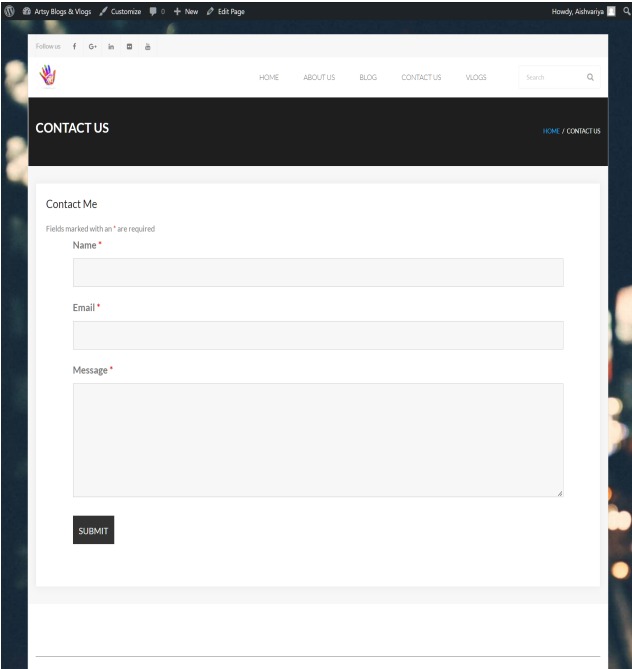 Artsy Blogs & Vlogs Customize 0 New Edit Page Howdy, Aishvariya
Follow us f G+ in
HOME ABOUT US BLOG CONTACT US VLOGS Search
CONTACT US
HOME / CONTACT US
Contact Me
Fields marked with an * are required
Name *
Email *
Message *
SUBMIT